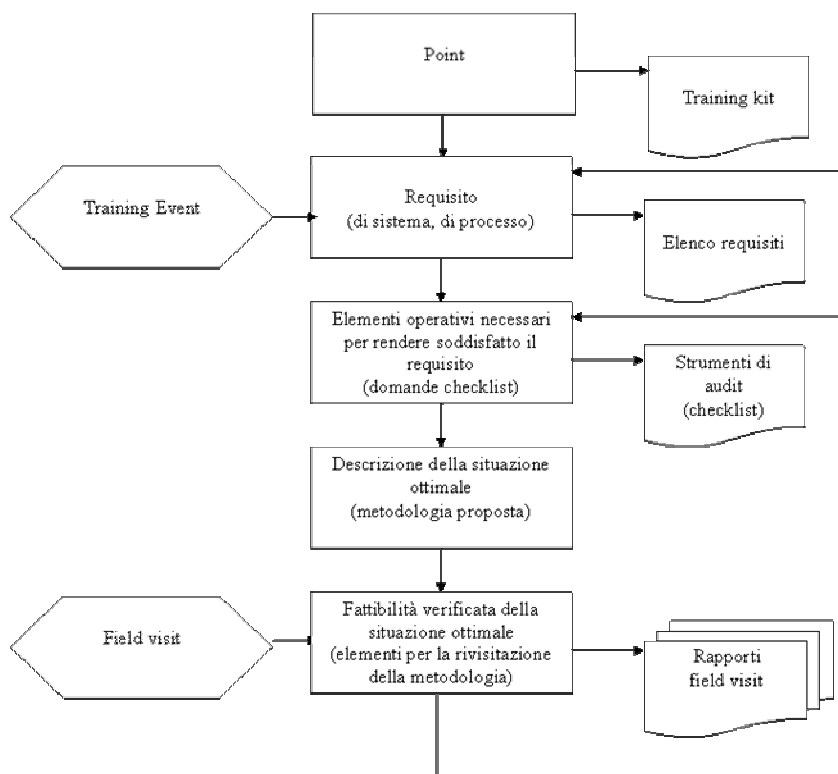 Point
Training kit
Training Event
Requisito
(di sistema, di processo)
Elenco requisiti
Elementi operativi necessari
per rendere soddisfatto il
requisito
(domande checklist)
Strumenti di
audit
(checklist)
Descrizione della situazione
ottimale
(metodologia proposta)
Field visit
Fattibilità verificata della
situazione ottimale
(elementi per la rivisitazione
della metodologia)
Rapporti
field visit